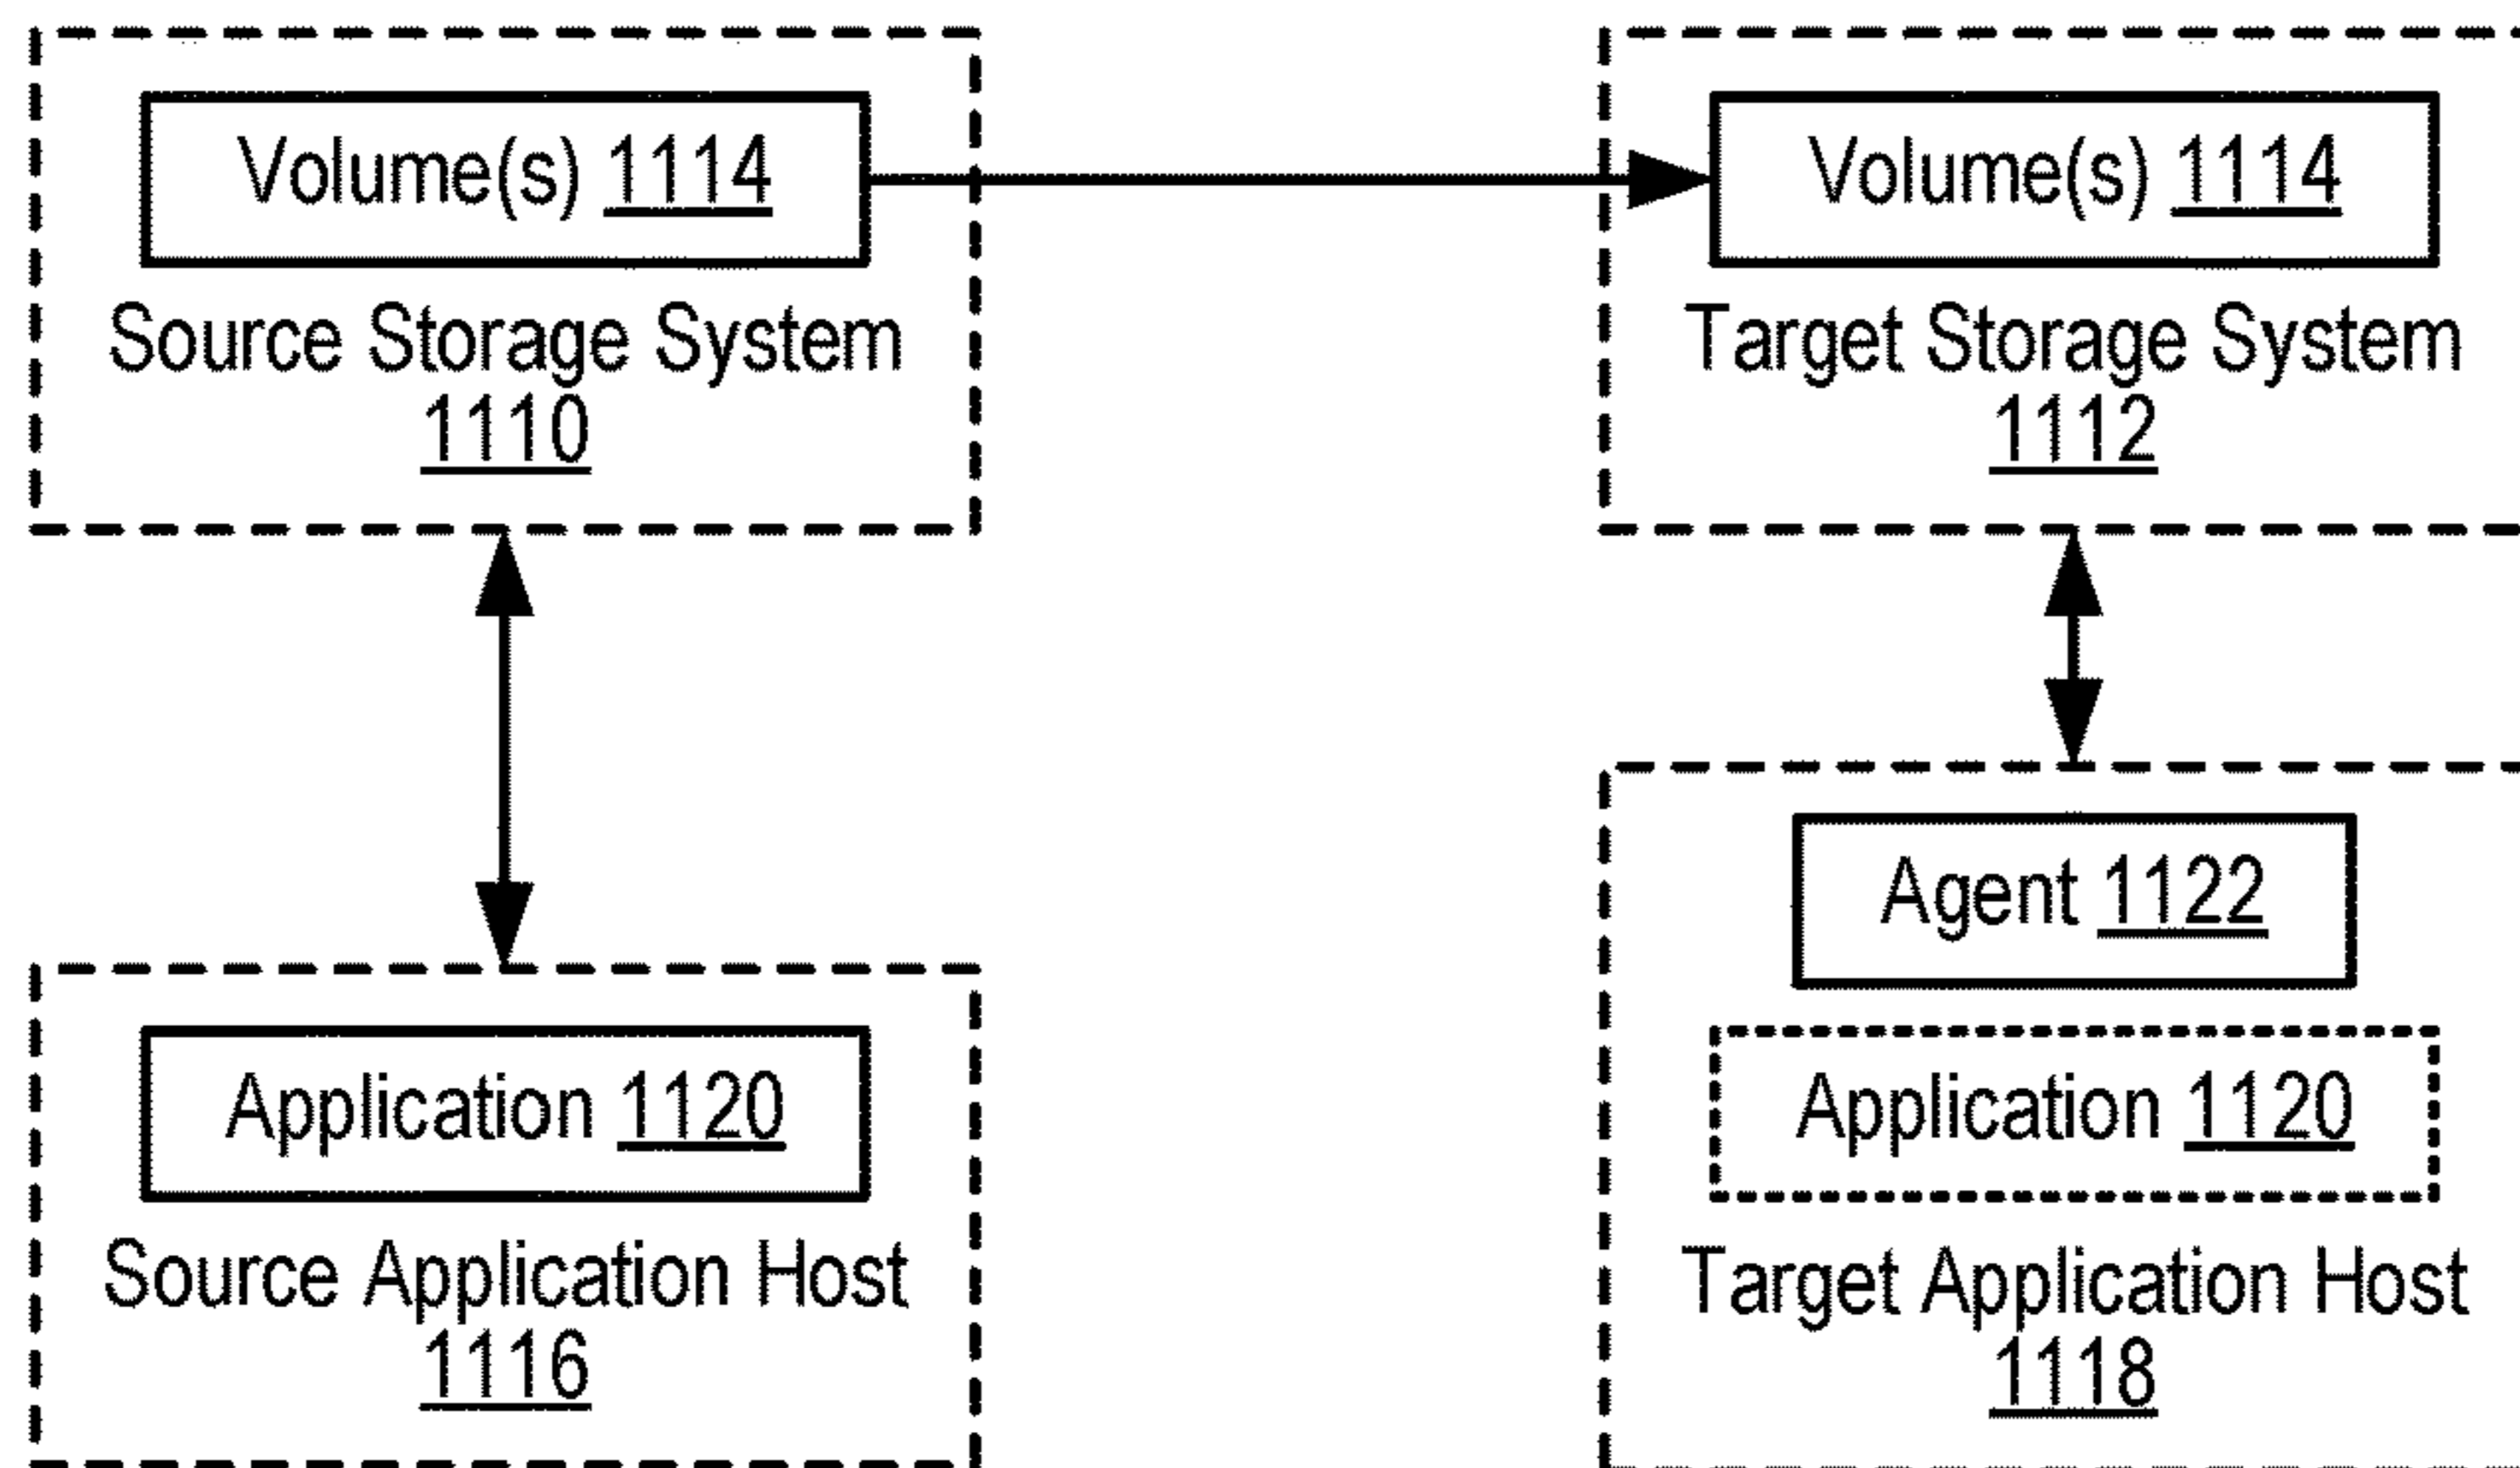 Volume(s) 1114
Source Storage System
1110
Volume(s) 1114
Target Storage System
1112
Application 1120
Source Application Host
1116
Agent 1122
Application 1120
Target Application Host
1118